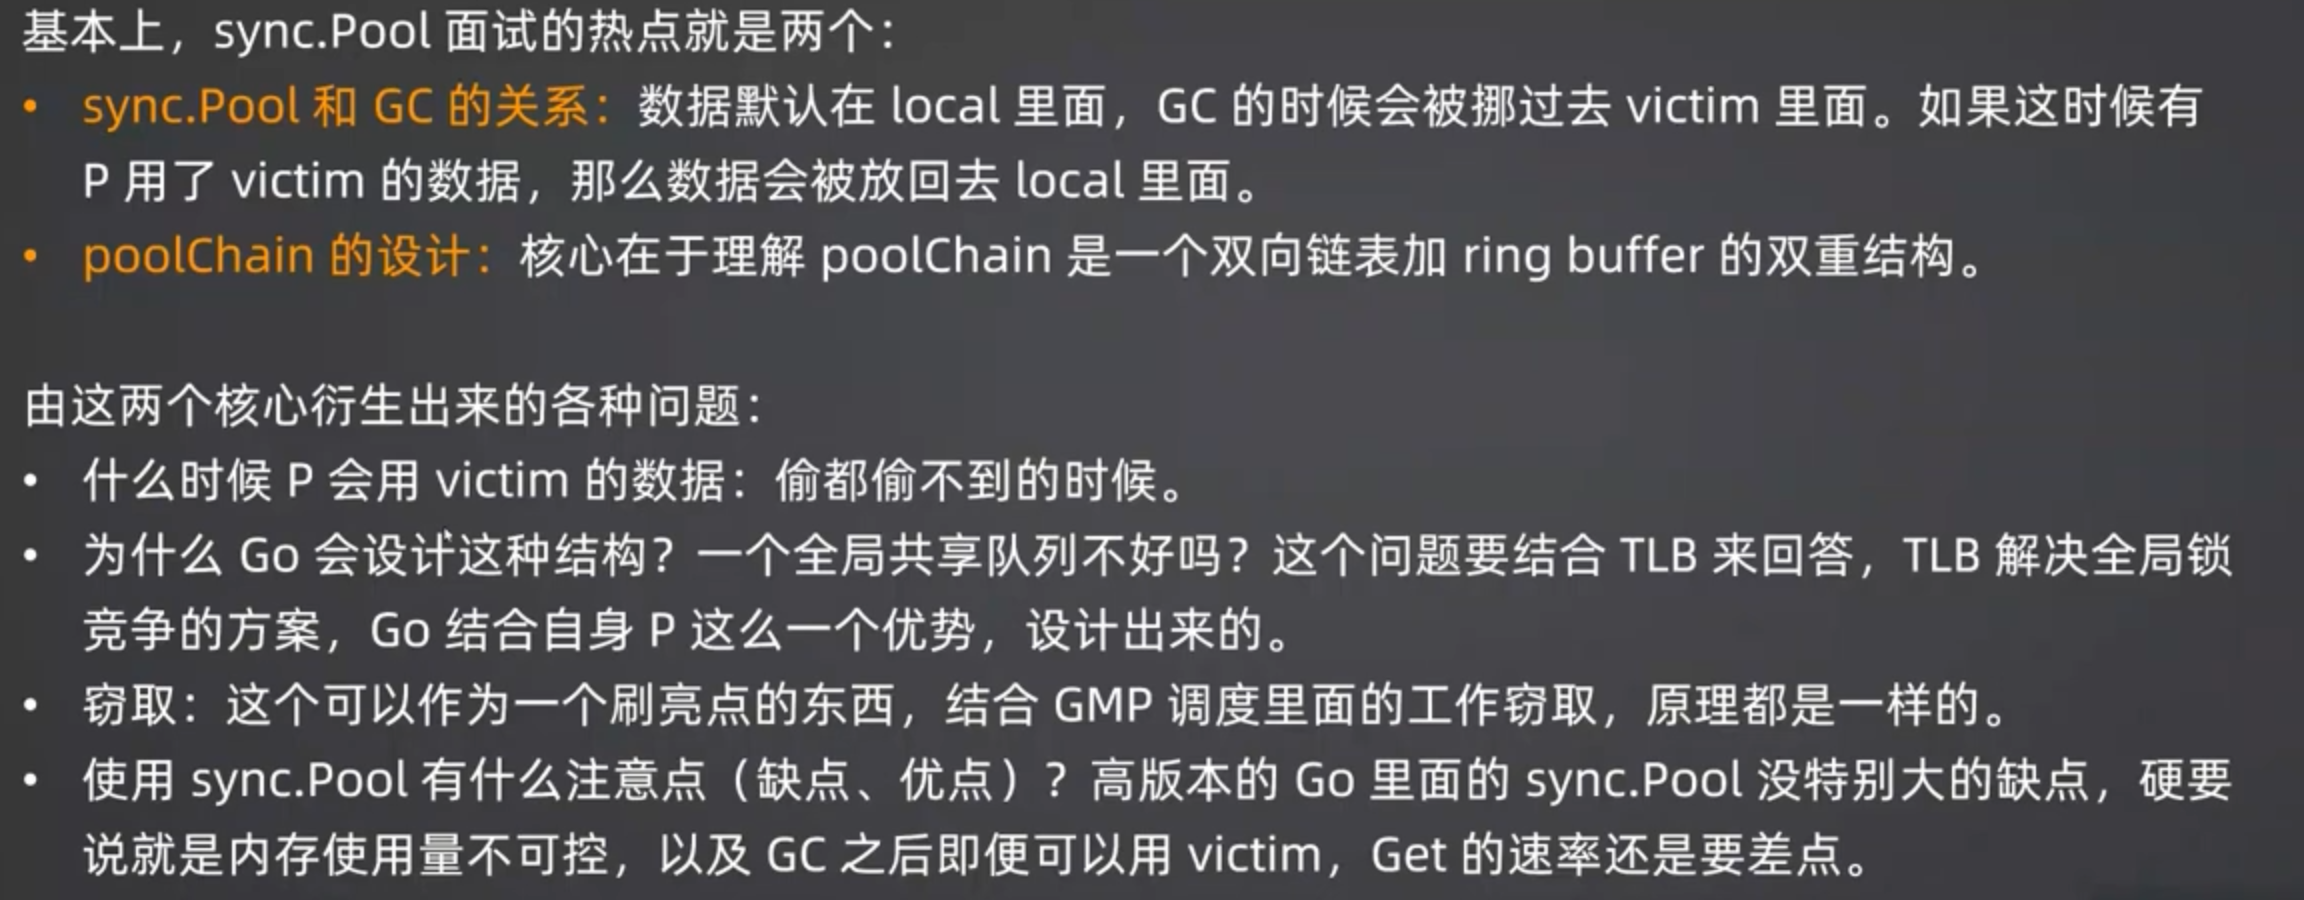 基本上，sync.Pool 面试的热点就是两个：
• sync.Pool 和 GC 的关系：数据默认在 local 里面，GC 的时候会被挪过去 victim 里面。如果这时候有
P 用了 victim 的数据，那么数据会被放回去 local 里面。
• poolChain 的设计：核心在于理解 poolChain 是一个双向链表加 ring buffer 的双重结构。
由这两个核心衍生出来的各种问题：
• 什么时候 P 会用 victim 的数据：偷都偷不到的时候。
• 为什么 Go 会设计这种结构？一个全局共享队列不好吗？这个问题要结合 TLB 来回答，TLB 解决全局锁
竞争的方案，Go 结合自身 P 这么一个优势，设计出来的。
• 窃取：这个可以作为一个刷亮点的东西，结合 GMP 调度里面的工作窃取，原理都是一样的。
• 使用 sync.Pool 有什么注意点（缺点、优点）？高版本的 Go 里面的 sync.Pool 没特别大的缺点，硬要
说就是内存使用量不可控，以及 GC 之后即便可以用 victim，Get 的速率还是要差点。